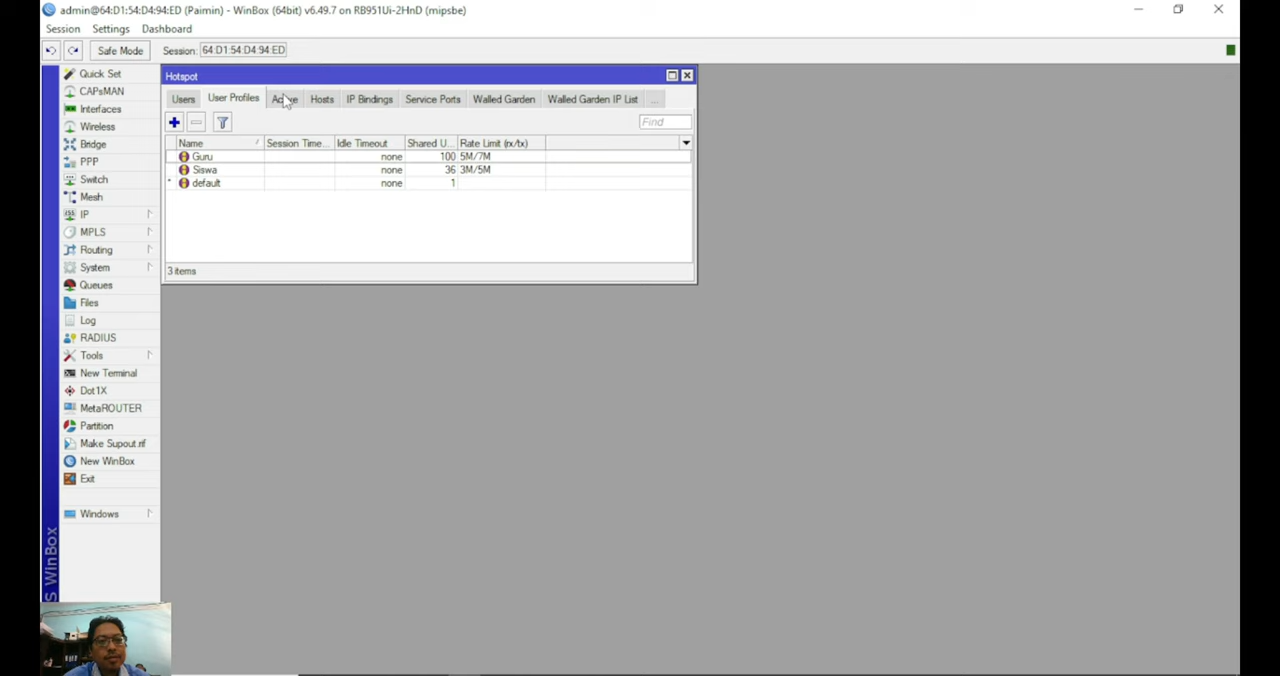 admin@64:D1:54:D4:94:ED (Paimin) - WinBox (64bit) v6.49.7 on RB951Ui-2HnD (mipsbe)
Session Settings Dashboard
Safe Mode Session: 64:D1:54:D4:94:ED
Quick Set
CAPsMAN
Interfaces
Wireless
Bridge
PPP
Switch
Mesh
IP
MPLS
Routing
System
Queues
Files
Log
RADIUS
Tools
New Terminal
Dot1X
MetaROUTER
Partition
Make Supout.rif
New WinBox
Exit
Windows
S WinBox
Hotspot
Users User Profiles Hosts IP Bindings Service Ports Walled Garden Walled Garden IP List ...
Find
Name Session Time... Idle Timeout Shared U... Rate Limit (rx/tx)
Guru none 100 5M/7M
Siswa none 36 3M/5M
* default none 1
3 items